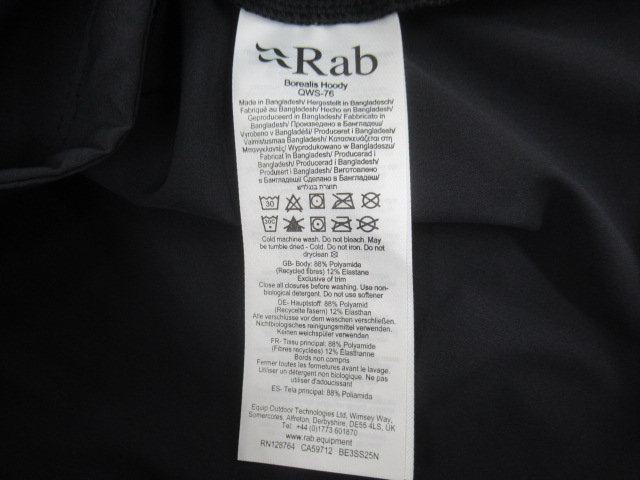 Rab
Borealis Hoody
QWS-76
Made in Bangladesh/ Hergestellt in Bangladesch/
Fabriqué au Bangladesh/ Hecho en Bangladesh/
Geproduceerd in Bangladesh/ Fabbricato in
Bangladesh/ Произведено в Бангладеш/
Vyrobeno v Bangladéši/ Produceret i Bangladesh/
Valmistusmaa Bangladesh/ Κατασκευάζεται στη
Μπανγκλαντές/ Wyprodukowano w Bangladeszu/
Fabricat în Bangladesh/ Producerad i
Bangladesh/ Produsert i Bangladesh/
Bangladesh/ Producerad i Bangladesh/ Изготовлено
в Бангладеш/ Сделано в Бангладеш/
תוצרת בנגלדש
30
30C
Cold machine wash. Do not bleach. May
be tumble dried - Cold. Do not iron. Do not
dryclean
GB- Body: 88% Polyamide
(Recycled fibres) 12% Elastane
Exclusive of trim
Close all closures before washing. Use non-
biological detergent. Do not use softener
DE- Hauptstoff: 88% Polyamid
(Recycelte fasern) 12% Elasthan
Alle verschlüsse vor dem waschen verschließen.
Nichtbiologisches reinigungsmittel verwenden.
Keinen weichspüler verwenden
FR- Tissu principal: 88% Polyamide
(Fibres recyclées) 12% Élasthanne
Bords non compris
Fermer toutes les fermetures avant le lavage.
Utiliser un détergent non biologique. Ne pas
utiliser d'adoucissant
ES- Tela principal: 88% Poliamida
Equip Outdoor Technologies Ltd, Wimsey Way,
Somercotes, Alfreton, Derbyshire, DE55 4LS, UK
Tel: +44 (0)1773 601870
www.rab.equipment
RN128764 CA59712 BE3SS25N